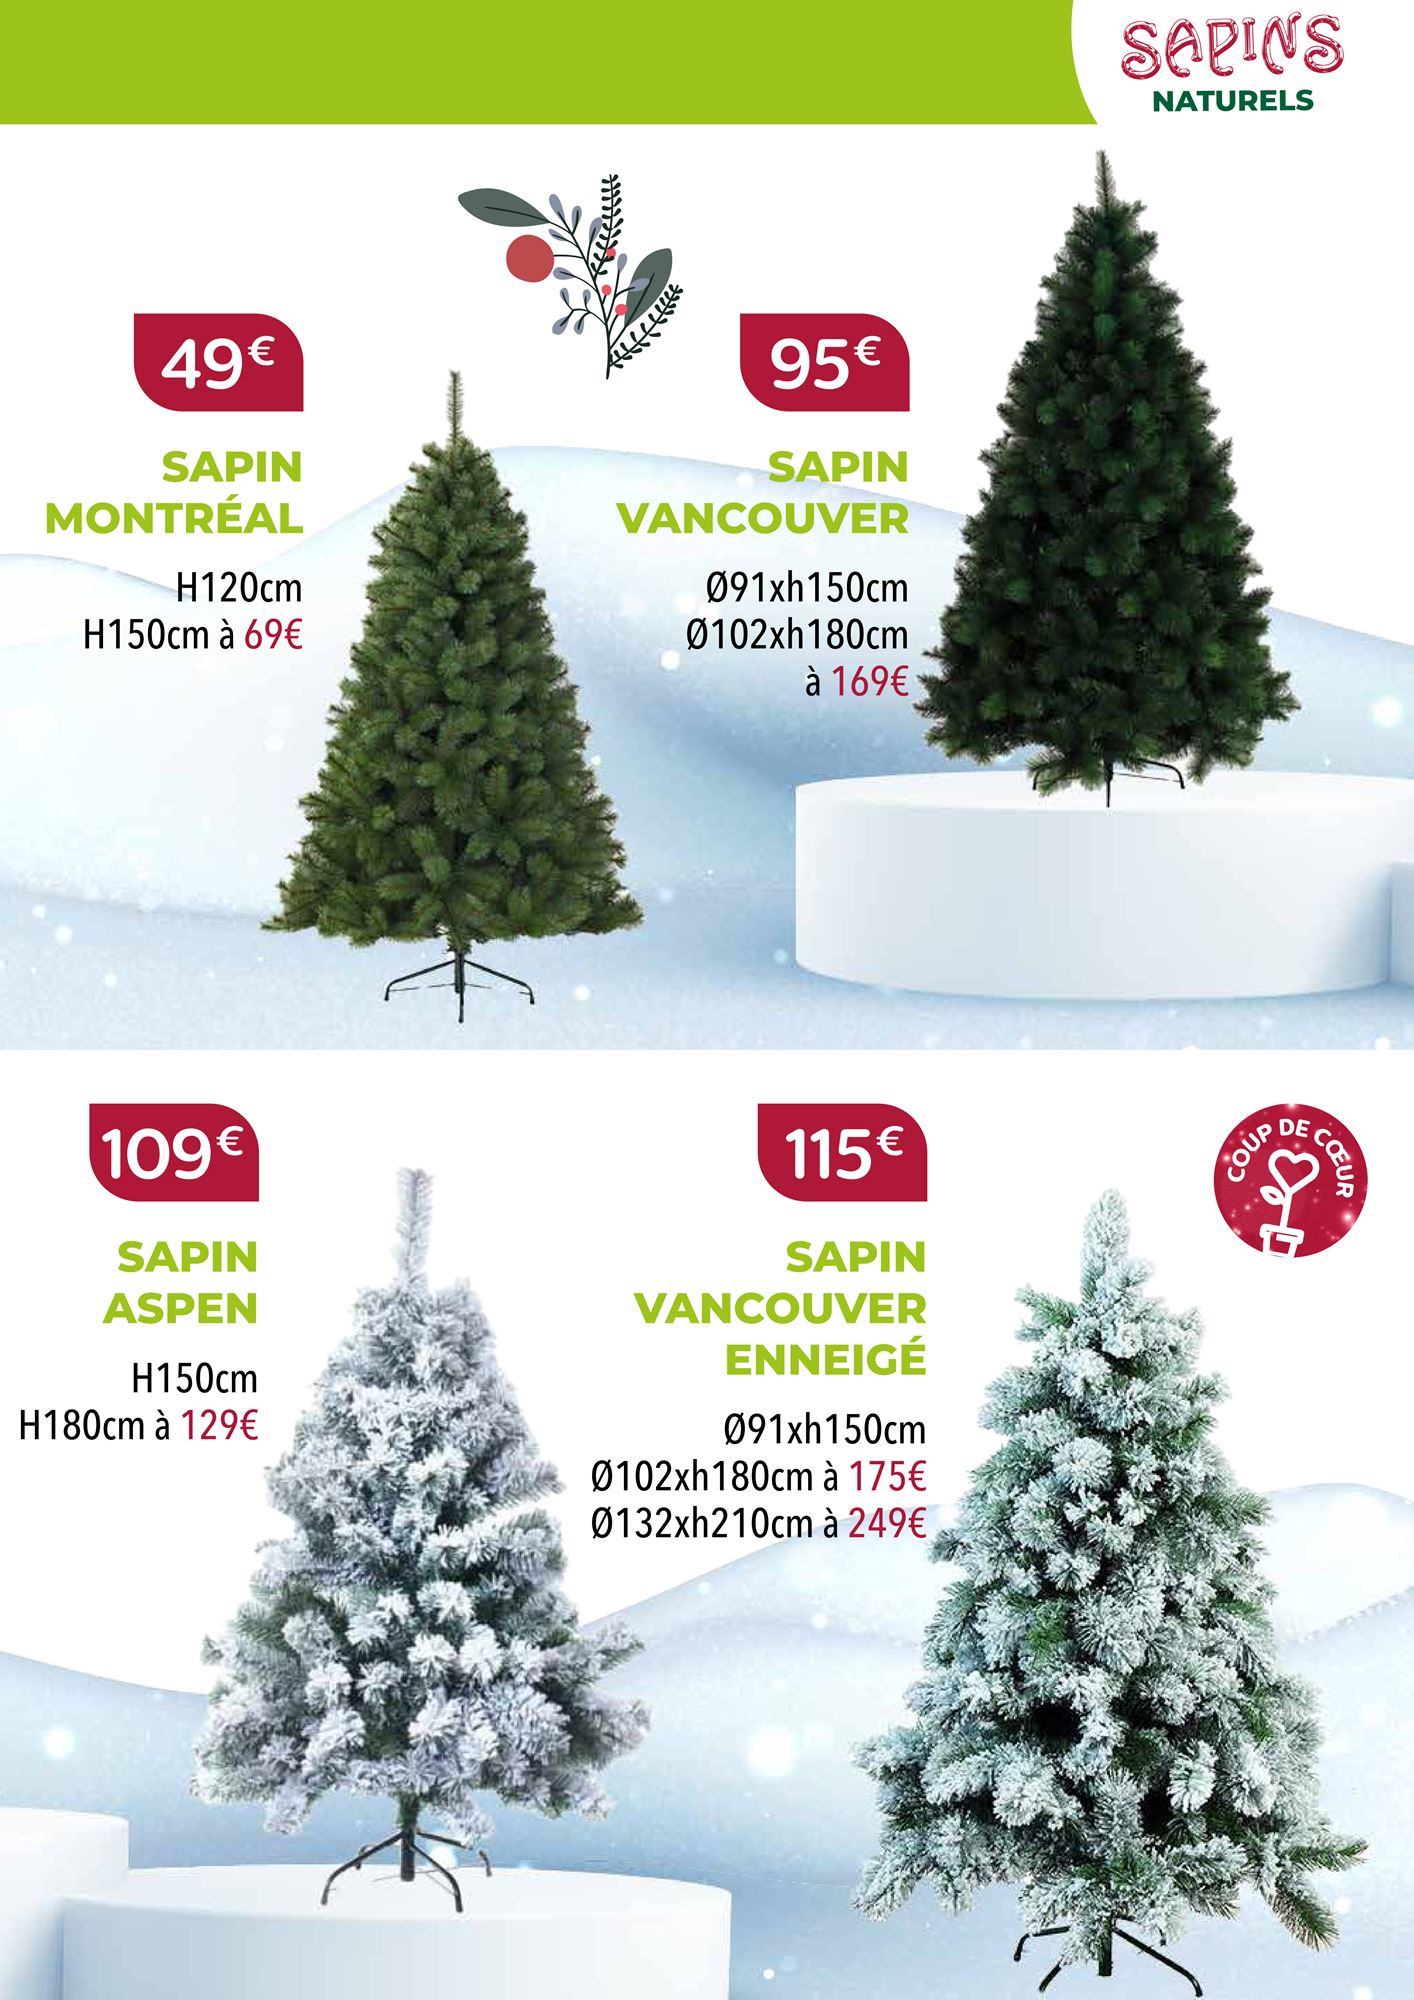 SAPINS
NATURELS
49€
SAPIN
MONTRÉAL
H120cm
H150cm à 69€
95€
SAPIN
VANCOUVER
Ø91xh150cm
Ø102xh180cm
à 169€
109€
SAPIN
ASPEN
H150cm
H180cm à 129€
115€
SAPIN
VANCOUVER
ENNEIGÉ
Ø91xh150cm
Ø102xh180cm à 175€
Ø132xh210cm à 249€
COUP DE CŒUR